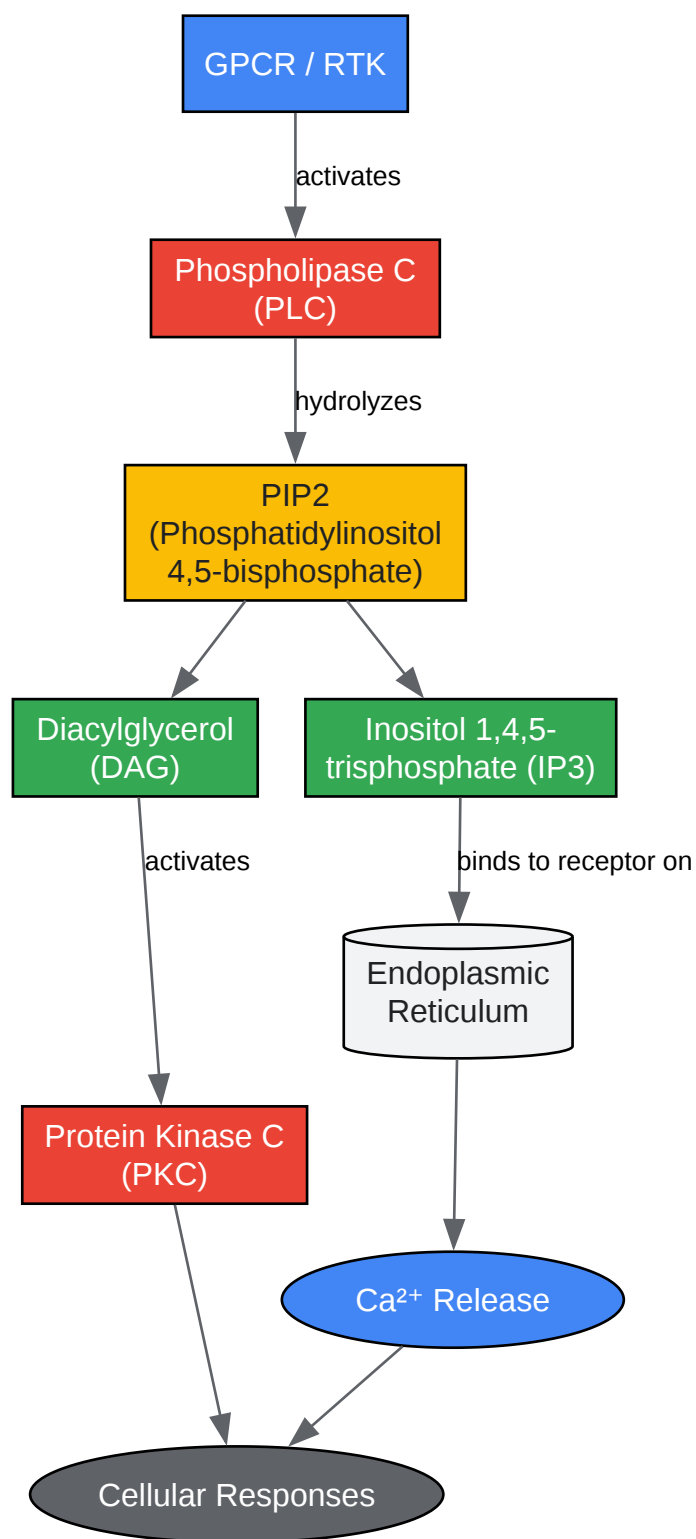 GPCR / RTK
activates
Phospholipase C
(PLC)
hydrolyzes
PIP2
(Phosphatidylinositol
4,5-bisphosphate)
Diacylglycerol
(DAG)
Inositol 1,4,5-
trisphosphate (IP3)
activates
binds to receptor on
Endoplasmic
Reticulum
Protein Kinase C
(PKC)
Ca²⁺ Release
Cellular Responses